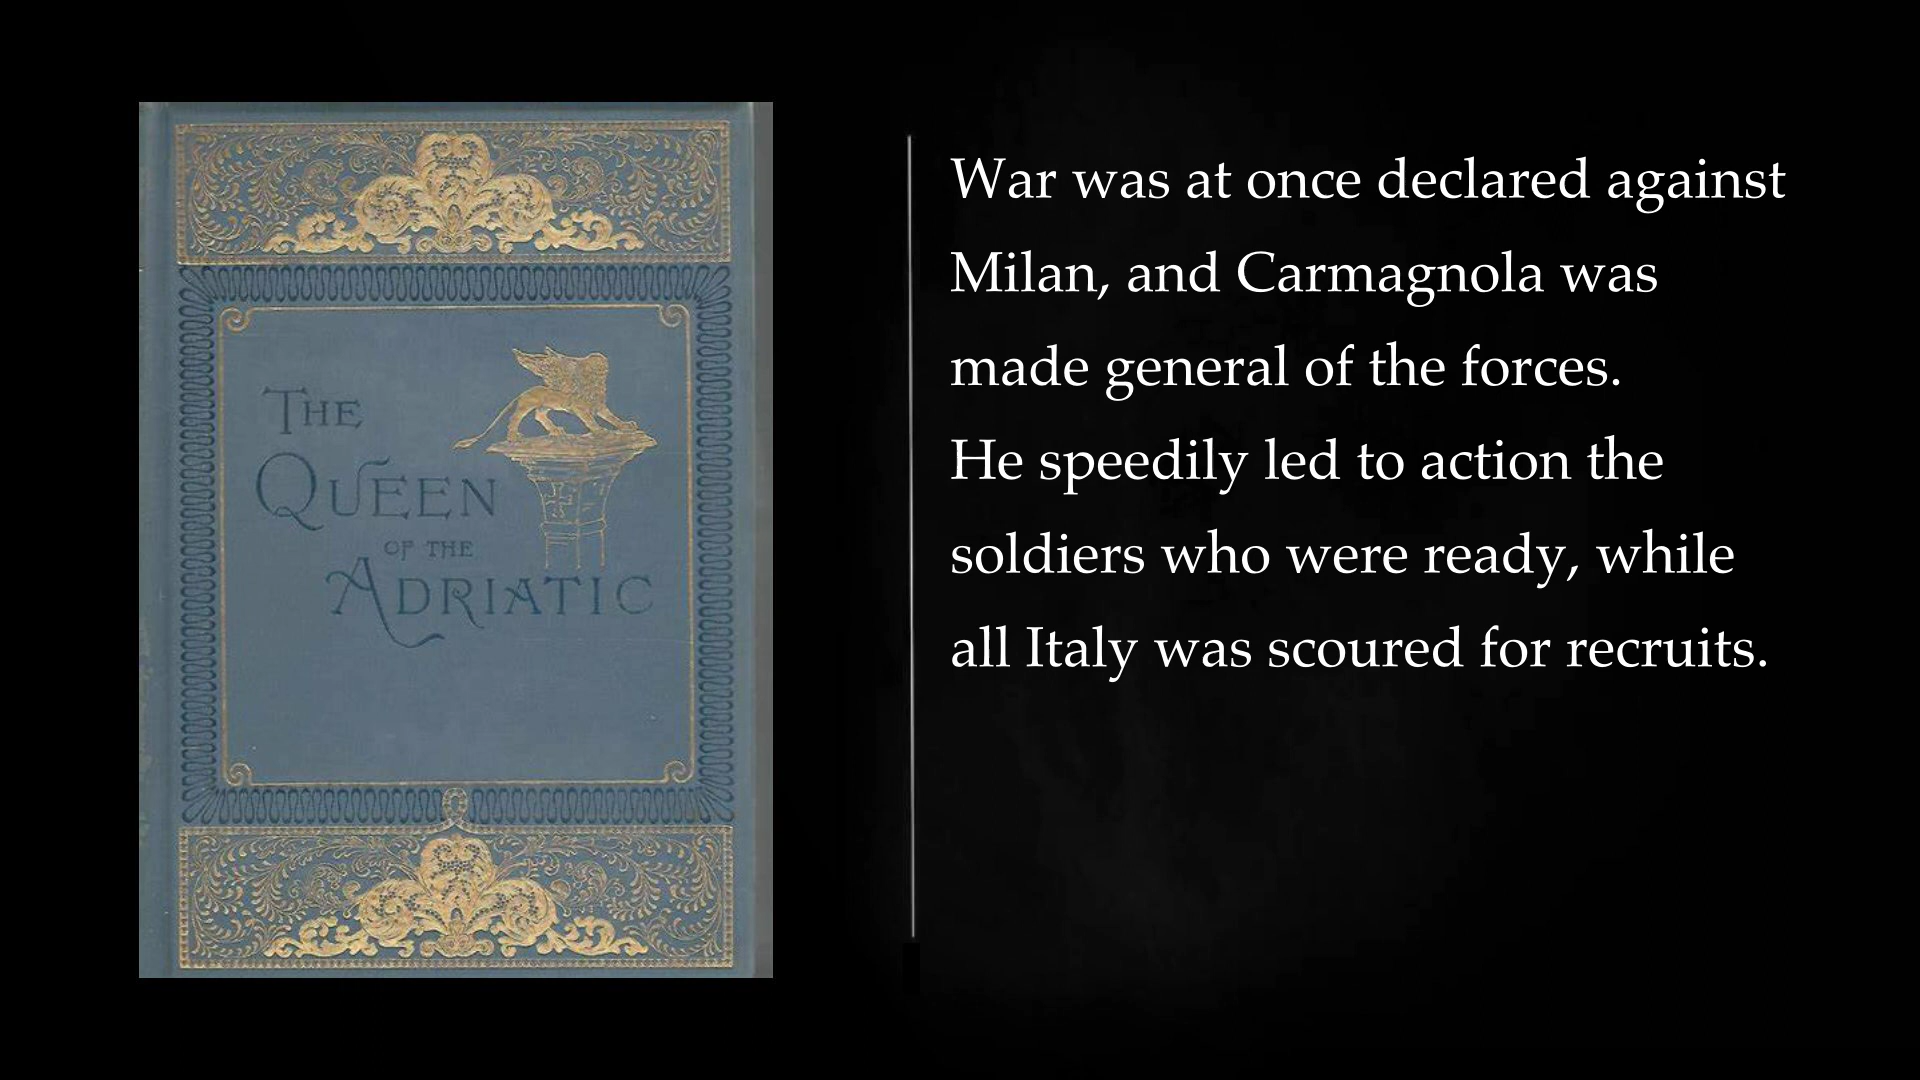 THE
QUEEN
OF THE
ADRIATIC
War was at once declared against
Milan, and Carmagnola was
made general of the forces.
He speedily led to action the
soldiers who were ready, while
all Italy was scoured for recruits.